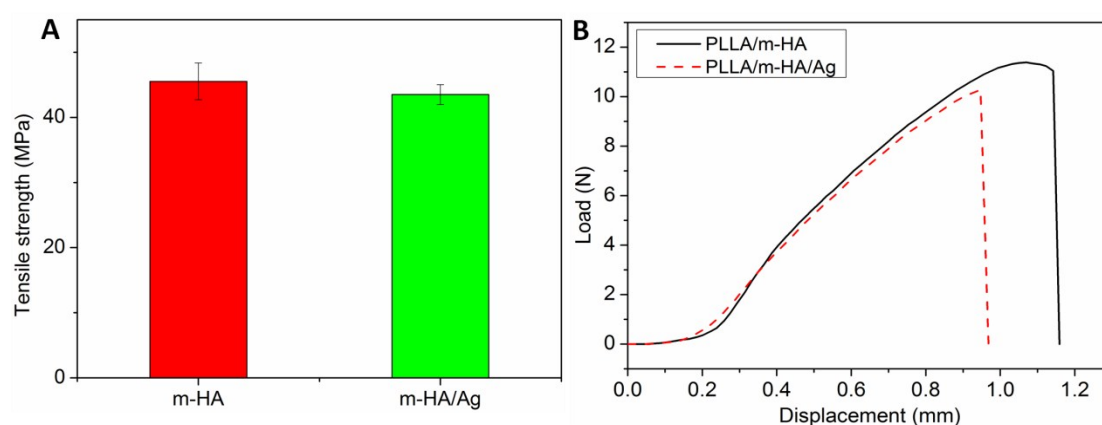 A
Tensile strength (MPa)
40
20
0
m-HA
m-HA/Ag
B
PLLA/m-HA
PLLA/m-HA/Ag
Load (N)
12
10
8
6
4
2
0
0.0 0.2 0.4 0.6 0.8 1.0 1.2
Displacement (mm)